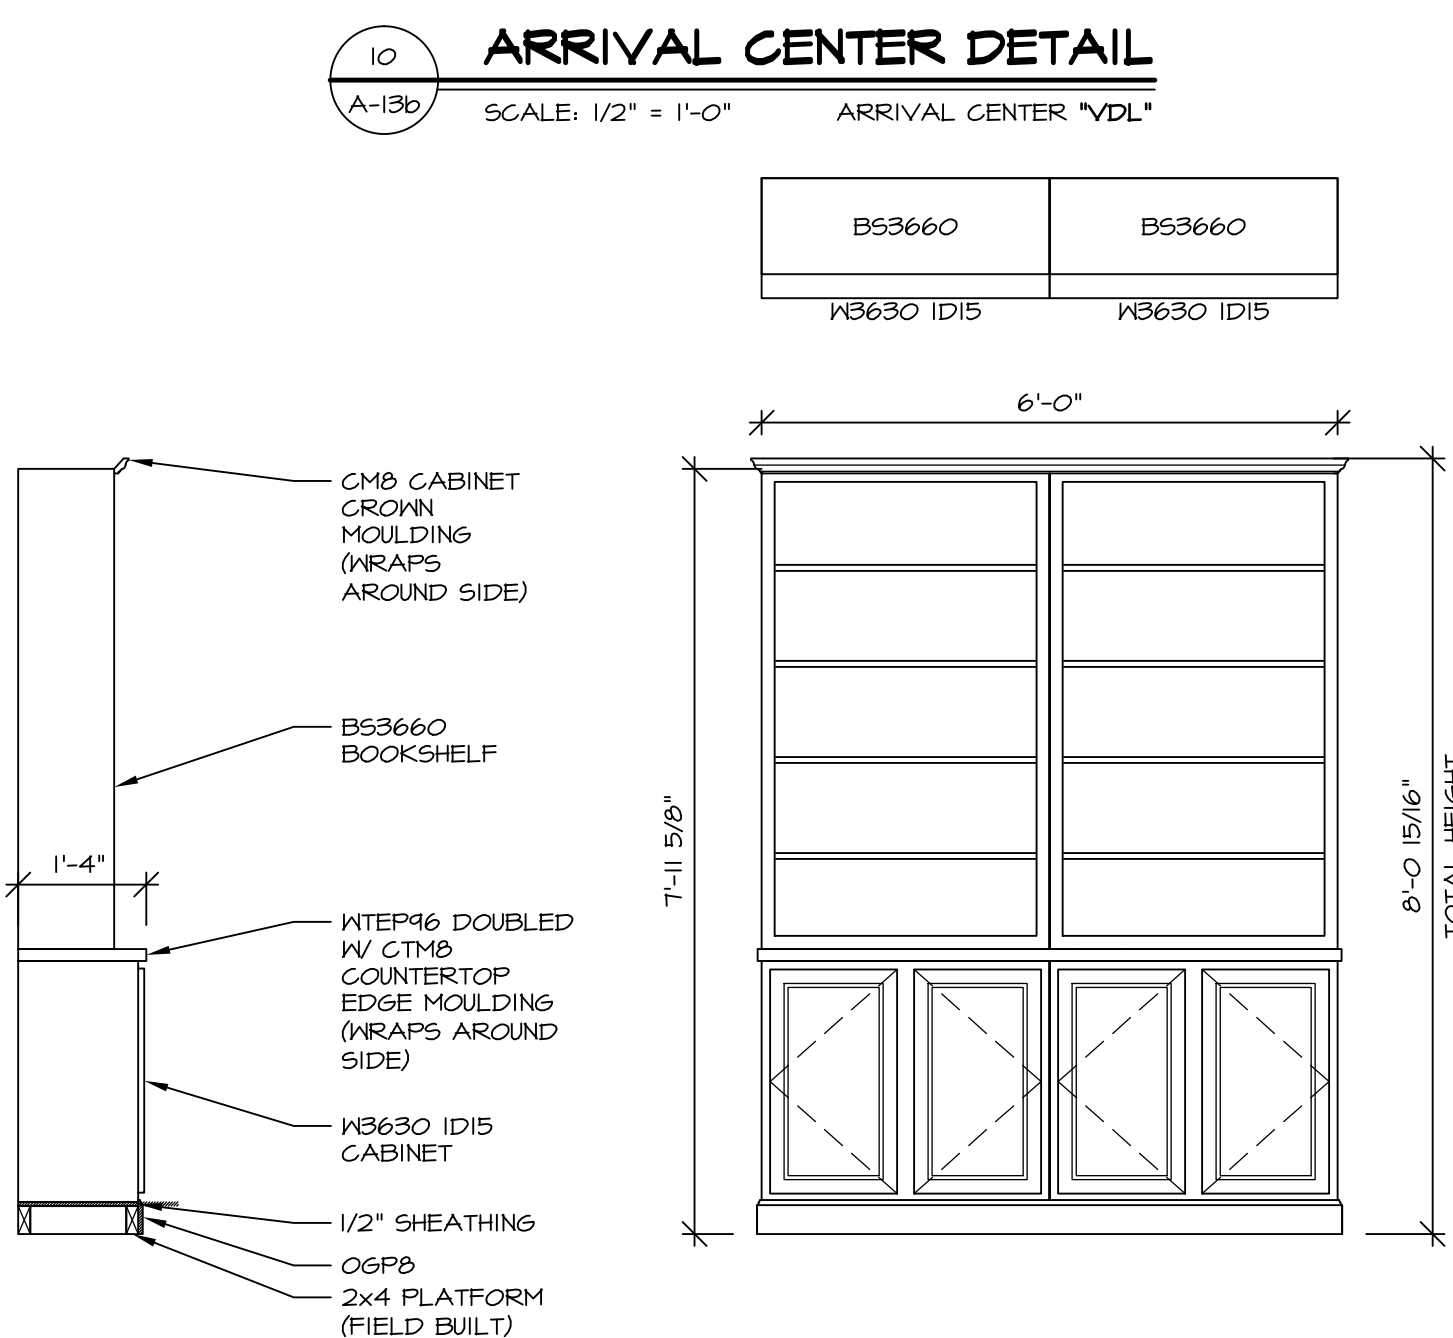 10
A-13b
ARRIVAL CENTER DETAIL
SCALE: 1/2" = 1'-0"
ARRIVAL CENTER "VDL"
BS3660
BS3660
W3630 1D15
W3630 1D15
6'-0"
CM8 CABINET
CROWN
MOULDING
(WRAPS
AROUND SIDE)
BS3660
BOOKSHELF
1'-4"
WTEP96 DOUBLED
W/ CTM8
COUNTERTOP
EDGE MOULDING
(WRAPS AROUND
SIDE)
W3630 1D15
CABINET
1/2" SHEATHING
OGP8
2x4 PLATFORM
(FIELD BUILT)
7'-11 5/8"
8'-0 15/16"
TOTAL HEIGHT